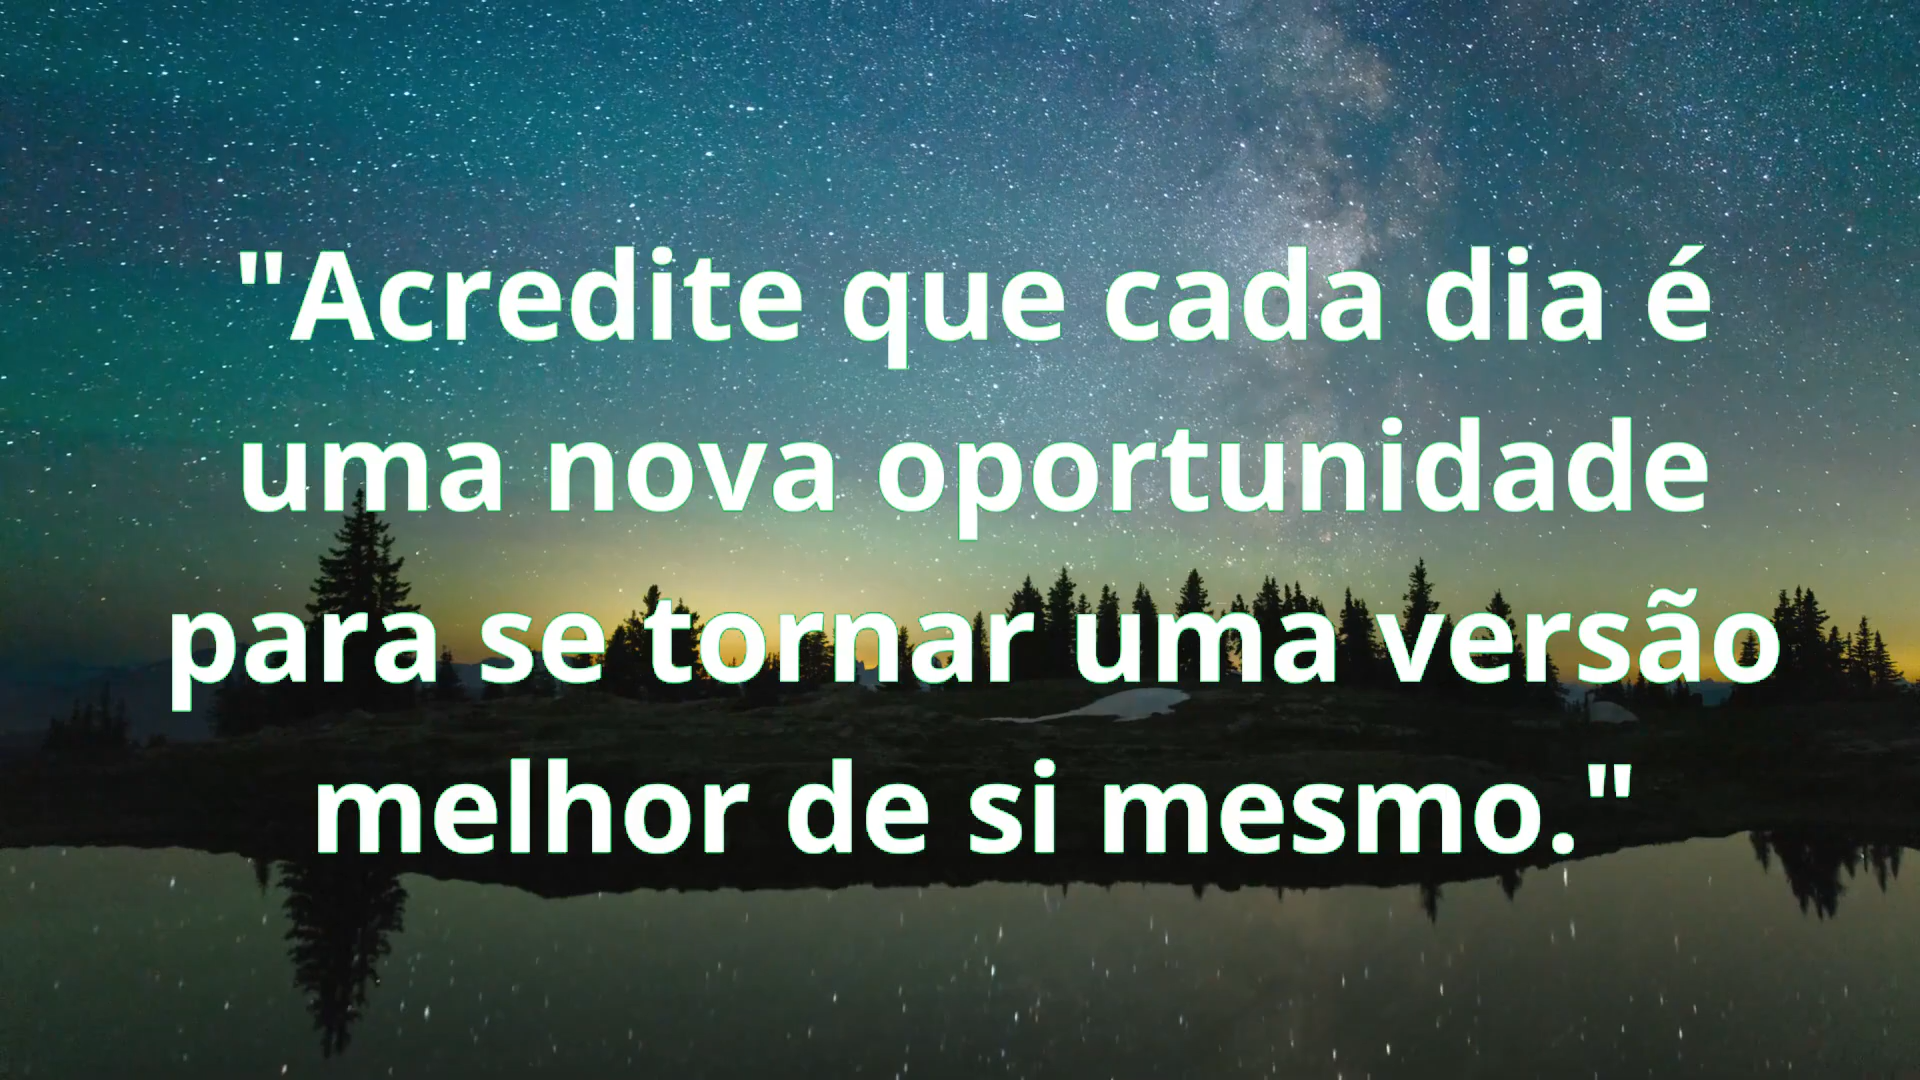 "Acredite que cada dia é
uma nova oportunidade
para se tornar uma versão
melhor de si mesmo."